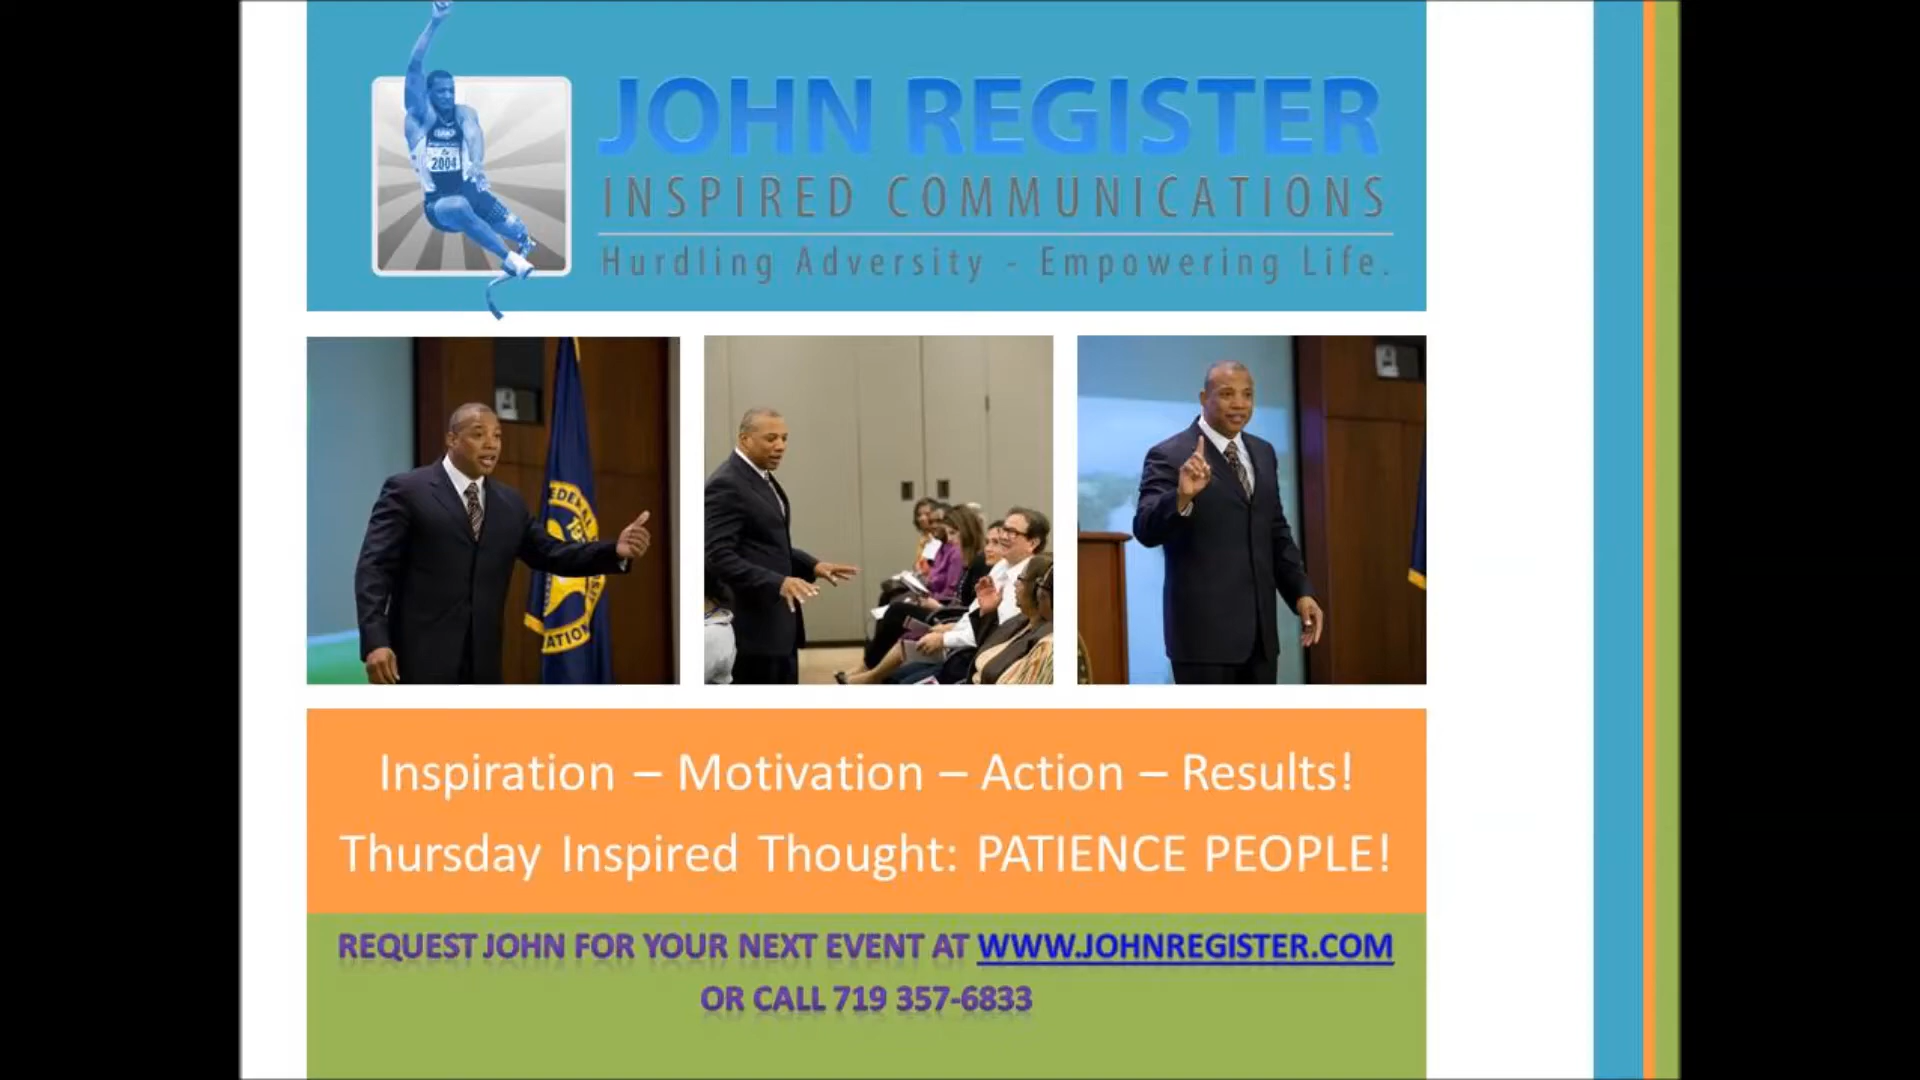 2004
JOHN REGISTER
INSPIRED COMMUNICATIONS
Hurdling Adversity - Empowering Life.
Inspiration – Motivation – Action – Results!
Thursday Inspired Thought: PATIENCE PEOPLE!
REQUEST JOHN FOR YOUR NEXT EVENT AT WWW.JOHNREGISTER.COM
OR CALL 719 357-6833